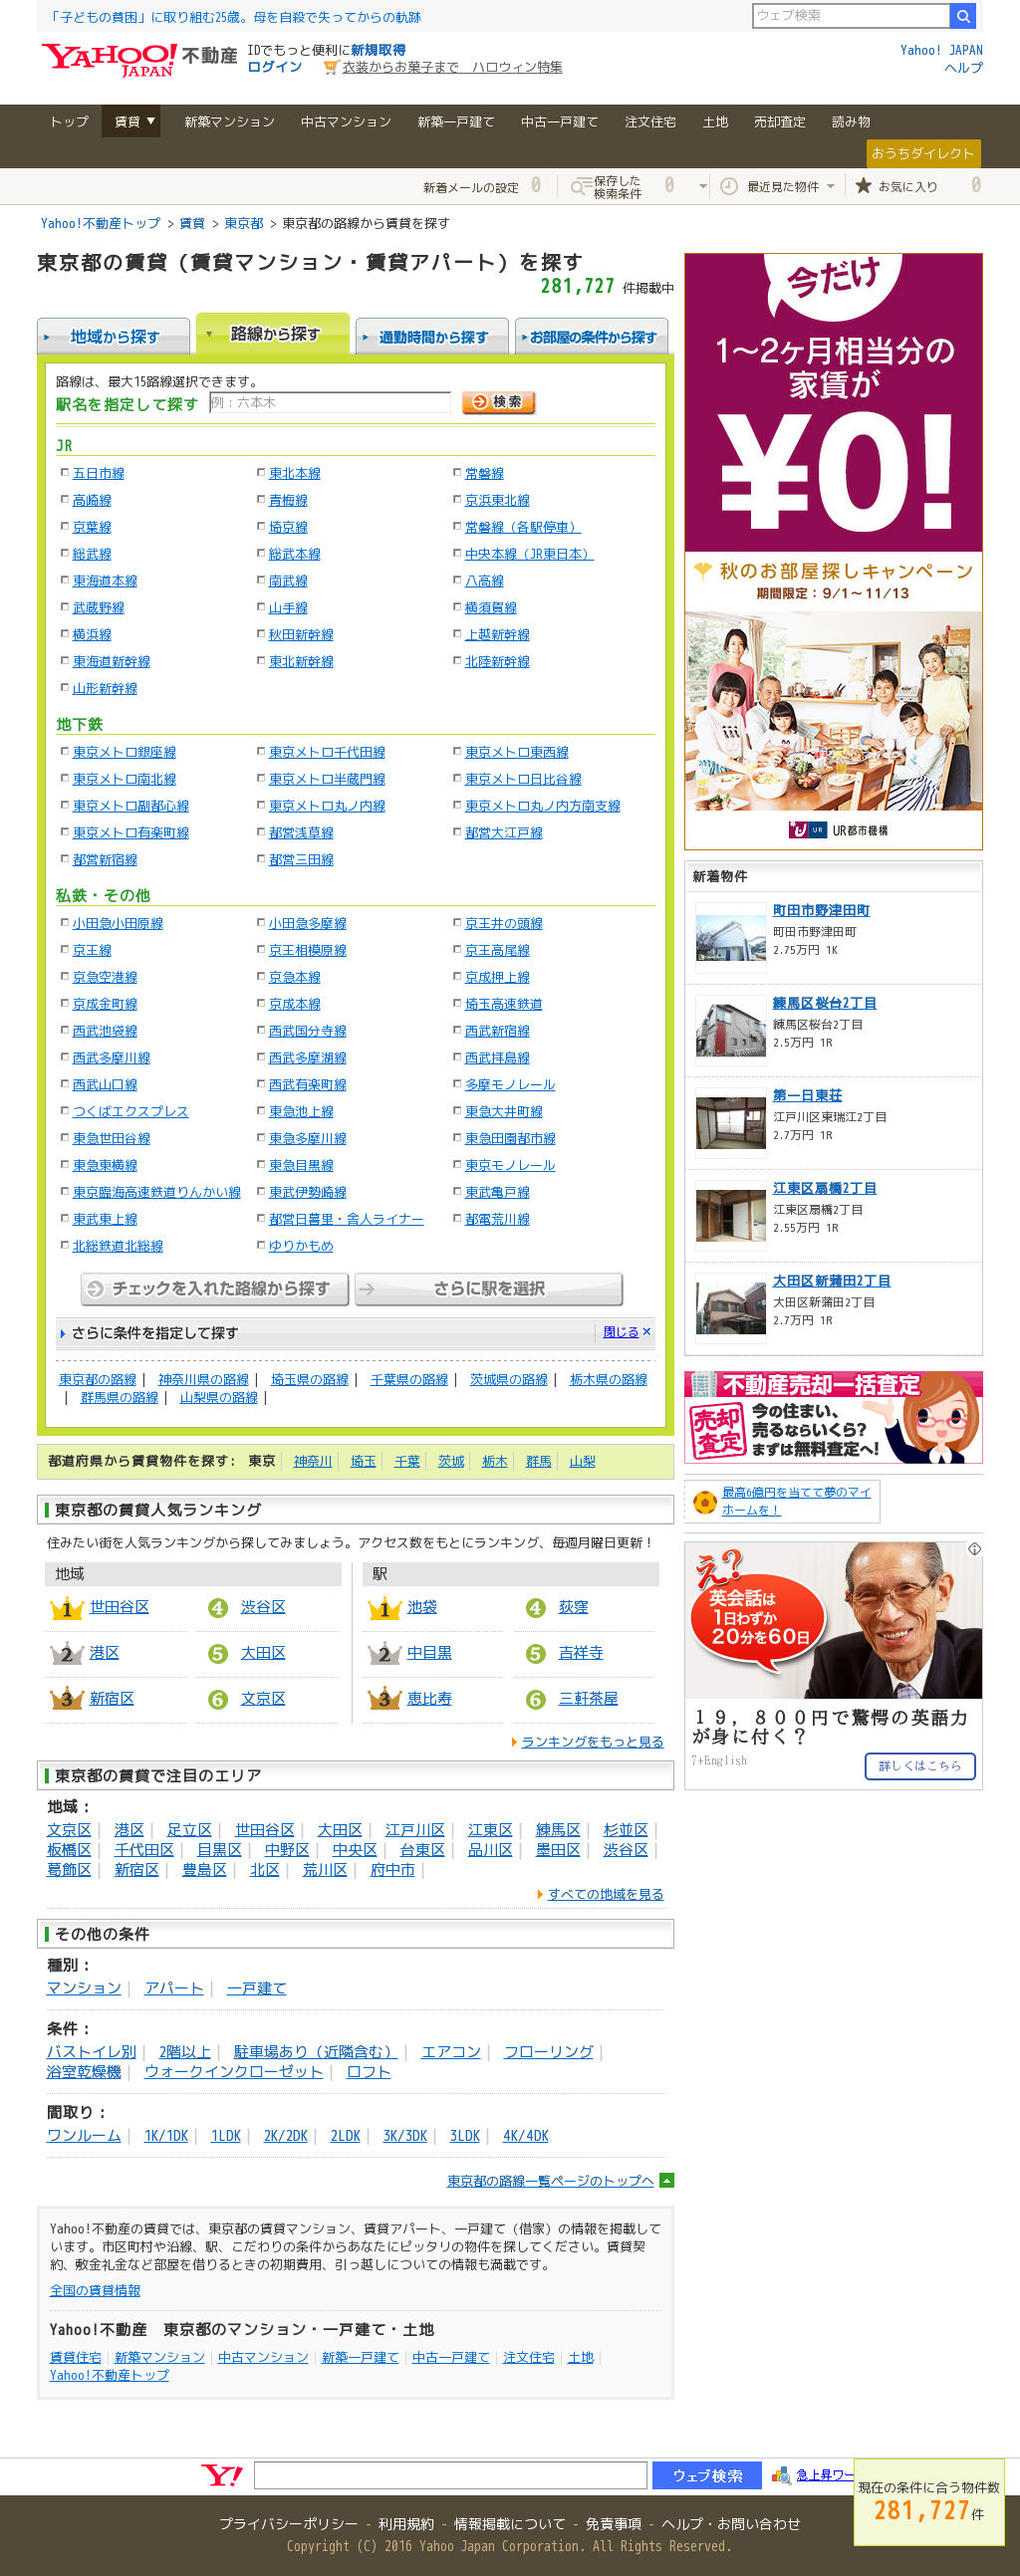 「子どもの貧困」に取り組む25歳。母を自殺で失ってからの軌跡
ウェブ検索
YAHOO! JAPAN 不動産
IDでもっと便利に新規取得
ログイン
衣装からお菓子まで ハロウィン特集
Yahoo! JAPAN
ヘルプ
トップ 賃貸 ▼ 新築マンション 中古マンション 新築一戸建て 中古一戸建て 注文住宅 土地 売却査定 読み物
おうちダイレクト
新着メールの設定 0 保存した検索条件 0 最近見た物件 お気に入り 0
Yahoo!不動産トップ > 賃貸 > 東京都 > 東京都の路線から賃貸を探す
東京都の賃貸（賃貸マンション・賃貸アパート）を探す
281,727 件掲載中
地域から探す 路線から探す 通勤時間から探す お部屋の条件から探す
路線は、最大15路線選択できます。
駅名を指定して探す 例：六本木 検索
JR
五日市線 東北本線 常磐線
高崎線 青梅線 京浜東北線
京葉線 埼京線 常磐線（各駅停車）
総武線 総武本線 中央本線（JR東日本）
東海道本線 南武線 八高線
武蔵野線 山手線 横須賀線
横浜線 秋田新幹線 上越新幹線
東海道新幹線 東北新幹線 北陸新幹線
山形新幹線
地下鉄
東京メトロ銀座線 東京メトロ千代田線 東京メトロ東西線
東京メトロ南北線 東京メトロ半蔵門線 東京メトロ日比谷線
東京メトロ副都心線 東京メトロ丸ノ内線 東京メトロ丸ノ内方南支線
東京メトロ有楽町線 都営浅草線 都営大江戸線
都営新宿線 都営三田線
私鉄・その他
小田急小田原線 小田急多摩線 京王井の頭線
京王線 京王相模原線 京王高尾線
京急空港線 京急本線 京成押上線
京成金町線 京成本線 埼玉高速鉄道
西武池袋線 西武国分寺線 西武新宿線
西武多摩川線 西武多摩湖線 西武拝島線
西武山口線 西武有楽町線 多摩モノレール
つくばエクスプレス 東急池上線 東急大井町線
東急世田谷線 東急多摩川線 東急田園都市線
東急東横線 東急目黒線 東京モノレール
東京臨海高速鉄道りんかい線 東武伊勢崎線 東武亀戸線
東武東上線 都営日暮里・舎人ライナー 都電荒川線
北総鉄道北総線 ゆりかもめ
チェックを入れた路線から探す さらに駅を選択
さらに条件を指定して探す 閉じる ×
東京都の路線 | 神奈川県の路線 | 埼玉県の路線 | 千葉県の路線 | 茨城県の路線 | 栃木県の路線
| 群馬県の路線 | 山梨県の路線 |
都道府県から賃貸物件を探す： 東京 神奈川 埼玉 千葉 茨城 栃木 群馬 山梨
東京都の賃貸人気ランキング
住みたい街を人気ランキングから探してみましょう。アクセス数をもとにランキング、毎週月曜日更新！
地域 駅
1 世田谷区 4 渋谷区 1 池袋 4 荻窪
2 港区 5 大田区 2 中目黒 5 吉祥寺
3 新宿区 6 文京区 3 恵比寿 6 三軒茶屋
ランキングをもっと見る
東京都の賃貸で注目のエリア
地域：
文京区 | 港区 | 足立区 | 世田谷区 | 大田区 | 江戸川区 | 江東区 | 練馬区 | 杉並区 |
板橋区 | 千代田区 | 目黒区 | 中野区 | 中央区 | 台東区 | 品川区 | 墨田区 | 渋谷区 |
葛飾区 | 新宿区 | 豊島区 | 北区 | 荒川区 | 府中市 |
すべての地域を見る
その他の条件
種別：
マンション | アパート | 一戸建て
条件：
バストイレ別 | 2階以上 | 駐車場あり（近隣含む） | エアコン | フローリング |
浴室乾燥機 | ウォークインクローゼット | ロフト
間取り：
ワンルーム | 1K/1DK | 1LDK | 2K/2DK | 2LDK | 3K/3DK | 3LDK | 4K/4DK
東京都の路線一覧ページのトップへ
Yahoo!不動産の賃貸では、東京都の賃貸マンション、賃貸アパート、一戸建て（借家）の情報を掲載して
います。市区町村や沿線、駅、こだわりの条件からあなたにピッタリの物件を探してください。賃貸契
約、敷金礼金など部屋を借りるときの初期費用、引っ越しについての情報も満載です。
全国の賃貸情報
Yahoo!不動産 東京都のマンション・一戸建て・土地
賃貸住宅 | 新築マンション | 中古マンション | 新築一戸建て | 中古一戸建て | 注文住宅 | 土地 |
Yahoo!不動産トップ
今だけ
1〜2ヶ月相当分の
家賃が
¥0!
秋のお部屋探しキャンペーン
期間限定：9/1〜11/13
UR UR都市機構
新着物件
町田市野津田町
町田市野津田町
2.75万円 1K
練馬区桜台2丁目
練馬区桜台2丁目
2.5万円 1R
第一日東荘
江戸川区東瑞江2丁目
2.7万円 1R
江東区扇橋2丁目
江東区扇橋2丁目
2.55万円 1R
大田区新蒲田2丁目
大田区新蒲田2丁目
2.7万円 1R
不動産売却一括査定
売却査定
今の住まい、
売るならいくら?
まずは無料査定へ!
最高6億円を当てて夢のマイ
ホームを！
え?
英会話は
1日わずか
20分を60日
１９，８００円で驚愕の英語力
が身に付く？
7+English
詳しくはこちら
Y! ウェブ検索 急上昇ワー
現在の条件に合う物件数
281,727件
プライバシーポリシー - 利用規約 - 情報掲載について - 免責事項 - ヘルプ・お問い合わせ
Copyright (C) 2016 Yahoo Japan Corporation. All Rights Reserved.